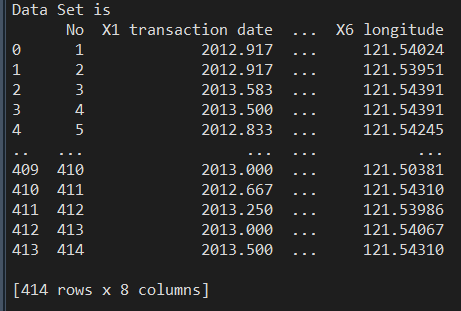 Data Set is
No X1 transaction date ... X6 longitude
0 1 2012.917 ... 121.54024
1 2 2012.917 ... 121.53951
2 3 2013.583 ... 121.54391
3 4 2013.500 ... 121.54391
4 5 2012.833 ... 121.54245
.. ... ... ... ...
409 410 2013.000 ... 121.50381
410 411 2012.667 ... 121.54310
411 412 2013.250 ... 121.53986
412 413 2013.000 ... 121.54067
413 414 2013.500 ... 121.54310
[414 rows x 8 columns]